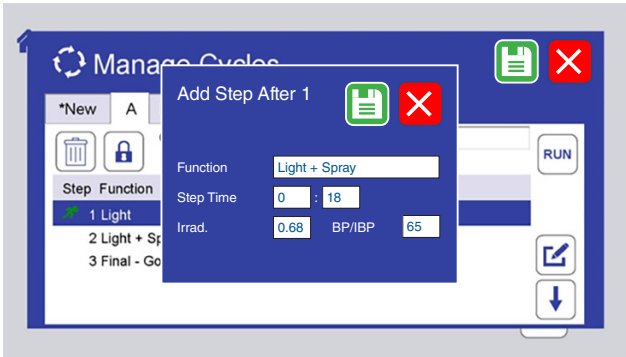 Manage Cycles
Add Step After 1
*New A
RUN
Function Light + Spray
Step Time 0 : 18
Irrad. 0.68 BP/IBP 65
Step Function
1 Light
2 Light + Sp
3 Final - Go